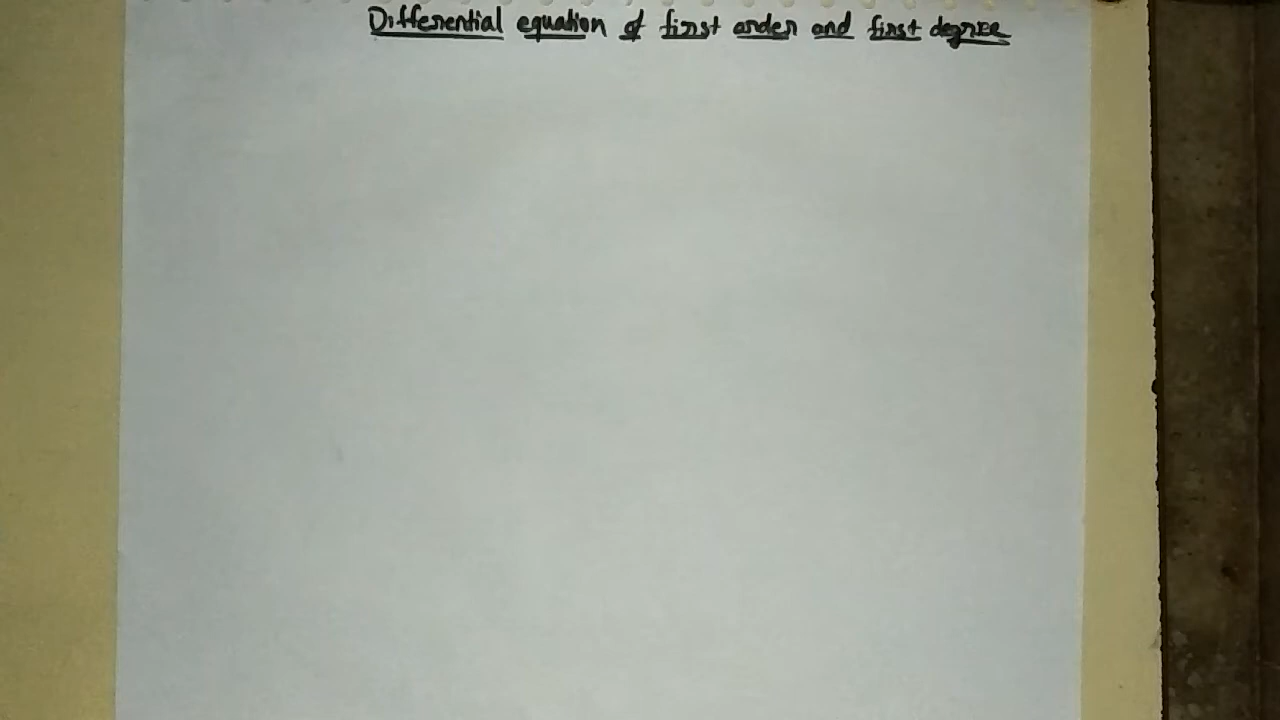 Differential equation of first order and first degree